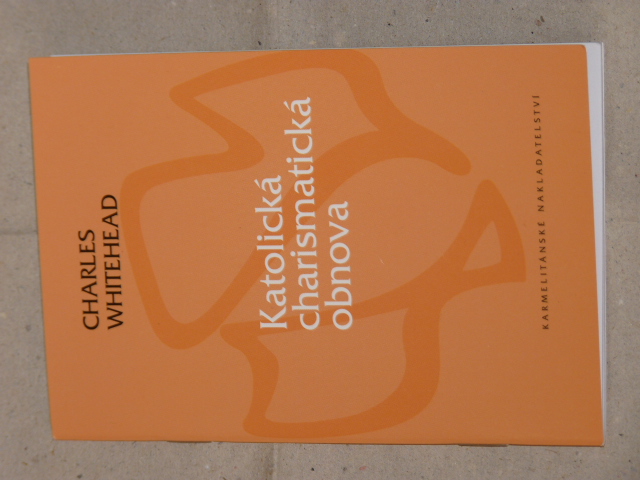 CHARLES
WHITEHEAD
Katolická
charismatická
obnova
KARMELITÁNSKÉ NAKLADATELSTVÍ